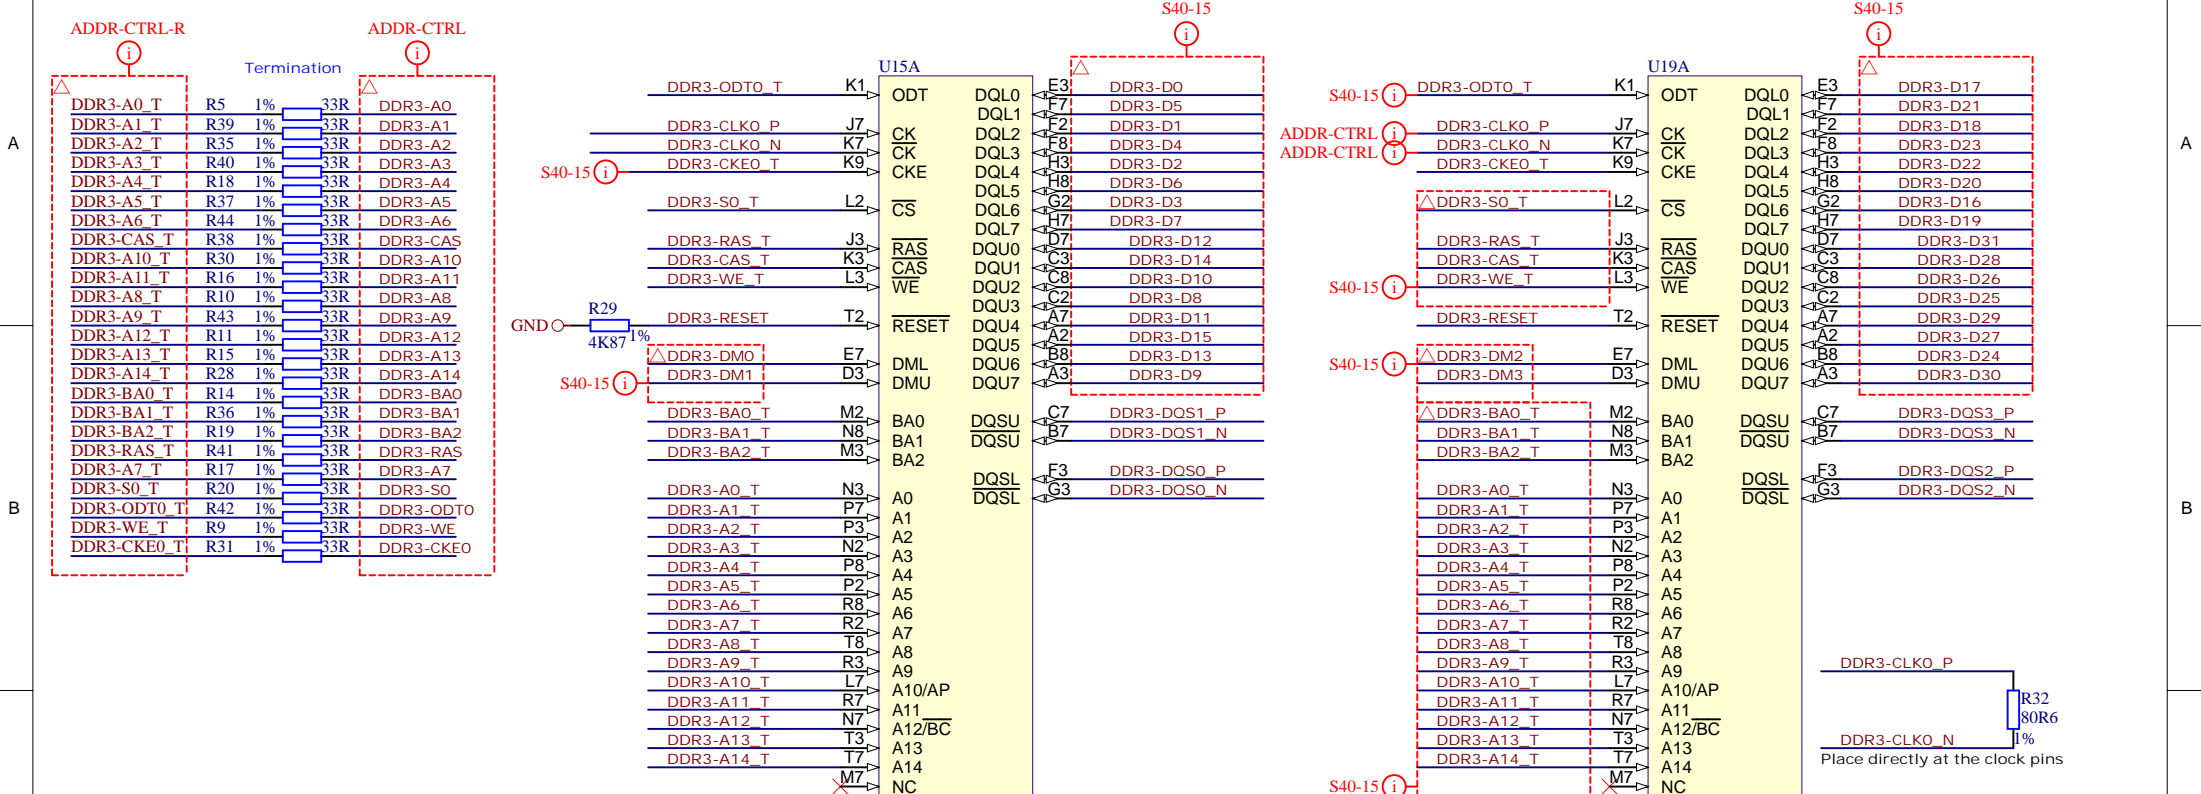 ADDR-CTRL-R
ADDR-CTRL
Termination
DDR3-A0_T R5 1% 33R DDR3-A0
DDR3-A1_T R39 1% 33R DDR3-A1
DDR3-A2_T R35 1% 33R DDR3-A2
DDR3-A3_T R40 1% 33R DDR3-A3
DDR3-A4_T R18 1% 33R DDR3-A4
DDR3-A5_T R37 1% 33R DDR3-A5
DDR3-A6_T R44 1% 33R DDR3-A6
DDR3-CAS_T R38 1% 33R DDR3-CAS
DDR3-A10_T R30 1% 33R DDR3-A10
DDR3-A11_T R16 1% 33R DDR3-A11
DDR3-A8_T R10 1% 33R DDR3-A8
DDR3-A9_T R43 1% 33R DDR3-A9
DDR3-A12_T R11 1% 33R DDR3-A12
DDR3-A13_T R15 1% 33R DDR3-A13
DDR3-A14_T R28 1% 33R DDR3-A14
DDR3-BA0_T R14 1% 33R DDR3-BA0
DDR3-BA1_T R36 1% 33R DDR3-BA1
DDR3-BA2_T R19 1% 33R DDR3-BA2
DDR3-RAS_T R41 1% 33R DDR3-RAS
DDR3-A7_T R17 1% 33R DDR3-A7
DDR3-S0_T R20 1% 33R DDR3-S0
DDR3-ODT0_T R42 1% 33R DDR3-ODT0
DDR3-WE_T R9 1% 33R DDR3-WE
DDR3-CKE0_T R31 1% 33R DDR3-CKE0
A
B
S40-15
U15A
DDR3-ODT0_T K1 ODT DQL0 E3 DDR3-D0
DQL1 F7 DDR3-D5
DDR3-CLK0_P J7 CK DQL2 F2 DDR3-D1
DDR3-CLK0_N K7 CK DQL3 F8 DDR3-D4
S40-15 DDR3-CKE0_T K9 CKE DQL4 H3 DDR3-D2
DQL5 H8 DDR3-D6
DDR3-S0_T L2 CS DQL6 G2 DDR3-D3
DQL7 H7 DDR3-D7
DDR3-RAS_T J3 RAS DQU0 D7 DDR3-D12
DDR3-CAS_T K3 CAS DQU1 C3 DDR3-D14
DDR3-WE_T L3 WE DQU2 C8 DDR3-D10
DQU3 C2 DDR3-D8
GND R29 4K87 1% DDR3-RESET T2 RESET DQU4 A7 DDR3-D11
DQU5 A2 DDR3-D15
DDR3-DM0 E7 DML DQU6 B8 DDR3-D13
S40-15 DDR3-DM1 D3 DMU DQU7 A3 DDR3-D9
DDR3-BA0_T M2 BA0 DQSU C7 DDR3-DQS1_P
DDR3-BA1_T N8 BA1 DQSU B7 DDR3-DQS1_N
DDR3-BA2_T M3 BA2
DQSL F3 DDR3-DQS0_P
DDR3-A0_T N3 A0 DQSL G3 DDR3-DQS0_N
DDR3-A1_T P7 A1
DDR3-A2_T P3 A2
DDR3-A3_T N2 A3
DDR3-A4_T P8 A4
DDR3-A5_T P2 A5
DDR3-A6_T R8 A6
DDR3-A7_T R2 A7
DDR3-A8_T T8 A8
DDR3-A9_T R3 A9
DDR3-A10_T L7 A10/AP
DDR3-A11_T R7 A11
DDR3-A12_T N7 A12/BC
DDR3-A13_T T3 A13
DDR3-A14_T T7 A14
M7 NC
S40-15
U19A
S40-15 DDR3-ODT0_T K1 ODT DQL0 E3 DDR3-D17
DQL1 F7 DDR3-D21
ADDR-CTRL DDR3-CLK0_P J7 CK DQL2 F2 DDR3-D18
ADDR-CTRL DDR3-CLK0_N K7 CK DQL3 F8 DDR3-D23
DDR3-CKE0_T K9 CKE DQL4 H3 DDR3-D22
DQL5 H8 DDR3-D20
DDR3-S0_T L2 CS DQL6 G2 DDR3-D16
DQL7 H7 DDR3-D19
DDR3-RAS_T J3 RAS DQU0 D7 DDR3-D31
DDR3-CAS_T K3 CAS DQU1 C3 DDR3-D28
S40-15 DDR3-WE_T L3 WE DQU2 C8 DDR3-D26
DQU3 C2 DDR3-D25
DDR3-RESET T2 RESET DQU4 A7 DDR3-D29
DQU5 A2 DDR3-D27
S40-15 DDR3-DM2 E7 DML DQU6 B8 DDR3-D24
DDR3-DM3 D3 DMU DQU7 A3 DDR3-D30
DDR3-BA0_T M2 BA0 DQSU C7 DDR3-DQS3_P
DDR3-BA1_T N8 BA1 DQSU B7 DDR3-DQS3_N
DDR3-BA2_T M3 BA2
DQSL F3 DDR3-DQS2_P
DDR3-A0_T N3 A0 DQSL G3 DDR3-DQS2_N
DDR3-A1_T P7 A1
DDR3-A2_T P3 A2
DDR3-A3_T N2 A3
DDR3-A4_T P8 A4
DDR3-A5_T P2 A5
DDR3-A6_T R8 A6
DDR3-A7_T R2 A7
DDR3-A8_T T8 A8
DDR3-A9_T R3 A9
DDR3-A10_T L7 A10/AP
DDR3-A11_T R7 A11
DDR3-A12_T N7 A12/BC
DDR3-A13_T T3 A13
DDR3-A14_T T7 A14
S40-15 M7 NC
DDR3-CLK0_P
R32
80R6
1%
DDR3-CLK0_N
Place directly at the clock pins
A
B